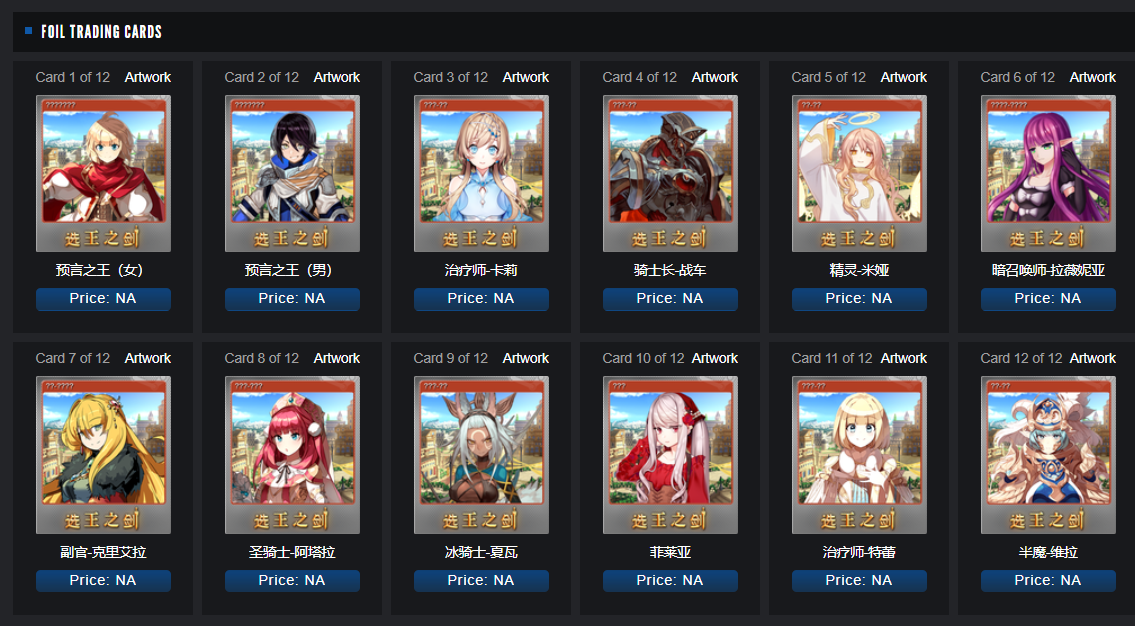 FOIL TRADING CARDS
Card 1 of 12 Artwork
???????
选王之剑
预言之王（女）
Price: NA
Card 2 of 12 Artwork
???????
选王之剑
预言之王（男）
Price: NA
Card 3 of 12 Artwork
???-??
选王之剑
治疗师-卡莉
Price: NA
Card 4 of 12 Artwork
???-??
选王之剑
骑士长-战车
Price: NA
Card 5 of 12 Artwork
??-??
选王之剑
精灵-米娅
Price: NA
Card 6 of 12 Artwork
????-????
选王之剑
暗召唤师-拉薇妮亚
Price: NA
Card 7 of 12 Artwork
??-????
选王之剑
副官-克里艾拉
Price: NA
Card 8 of 12 Artwork
???-???
选王之剑
圣骑士-阿塔拉
Price: NA
Card 9 of 12 Artwork
???-??
选王之剑
冰骑士-夏瓦
Price: NA
Card 10 of 12 Artwork
???
选王之剑
菲莱亚
Price: NA
Card 11 of 12 Artwork
???-??
选王之剑
治疗师-特蕾
Price: NA
Card 12 of 12 Artwork
??-??
选王之剑
半魔-维拉
Price: NA